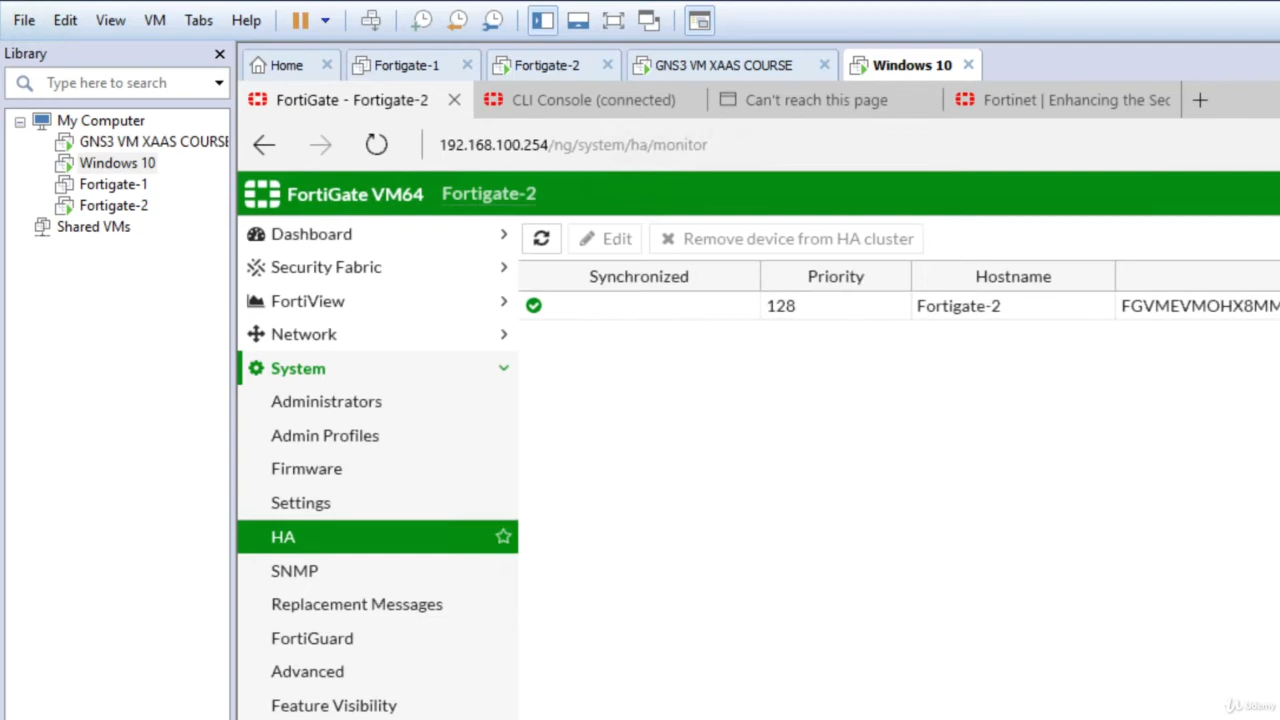 File Edit View VM Tabs Help
Library
Type here to search
My Computer
GNS3 VM XAAS COURSE
Windows 10
Fortigate-1
Fortigate-2
Shared VMs
Home Fortigate-1 Fortigate-2 GNS3 VM XAAS COURSE Windows 10
FortiGate - Fortigate-2 CLI Console (connected) Can't reach this page Fortinet | Enhancing the Sec
192.168.100.254/ng/system/ha/monitor
FortiGate VM64 Fortigate-2
Dashboard
Security Fabric
FortiView
Network
System
Administrators
Admin Profiles
Firmware
Settings
HA
SNMP
Replacement Messages
FortiGuard
Advanced
Feature Visibility
Edit Remove device from HA cluster
Synchronized Priority Hostname
128 Fortigate-2 FGVMEVMOHX8MM
Udemy